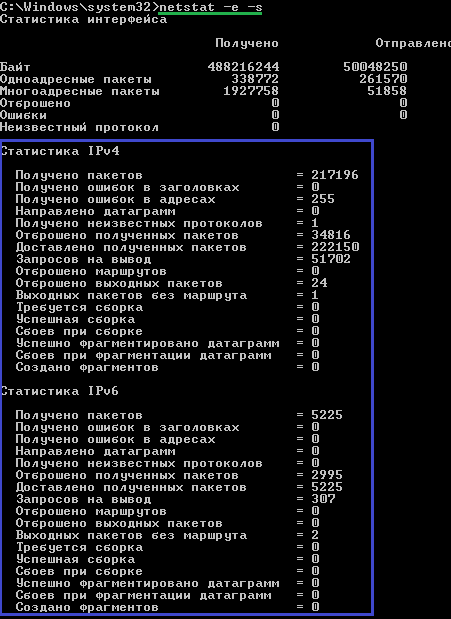 C:\Windows\system32>netstat -e -s
Статистика интерфейса
Получено Отправлено
Байт 488216244 50048250
Одноадресные пакеты 338772 261570
Многоадресные пакеты 1927758 51858
Отброшено 0 0
Ошибки 0 0
Неизвестный протокол 0
Статистика IPv4
Получено пакетов = 217196
Получено ошибок в заголовках = 0
Получено ошибок в адресах = 255
Направлено датаграмм = 0
Получено неизвестных протоколов = 1
Отброшено полученных пакетов = 34816
Доставлено полученных пакетов = 222150
Запросов на вывод = 51702
Отброшено маршрутов = 0
Отброшено выходных пакетов = 24
Выходных пакетов без маршрута = 1
Требуется сборка = 0
Успешная сборка = 0
Сбоев при сборке = 0
Успешно фрагментировано датаграмм = 0
Сбоев при фрагментации датаграмм = 0
Создано фрагментов = 0
Статистика IPv6
Получено пакетов = 5225
Получено ошибок в заголовках = 0
Получено ошибок в адресах = 0
Направлено датаграмм = 0
Получено неизвестных протоколов = 0
Отброшено полученных пакетов = 2995
Доставлено полученных пакетов = 5225
Запросов на вывод = 307
Отброшено маршрутов = 0
Отброшено выходных пакетов = 0
Выходных пакетов без маршрута = 2
Требуется сборка = 0
Успешная сборка = 0
Сбоев при сборке = 0
Успешно фрагментировано датаграмм = 0
Сбоев при фрагментации датаграмм = 0
Создано фрагментов = 0